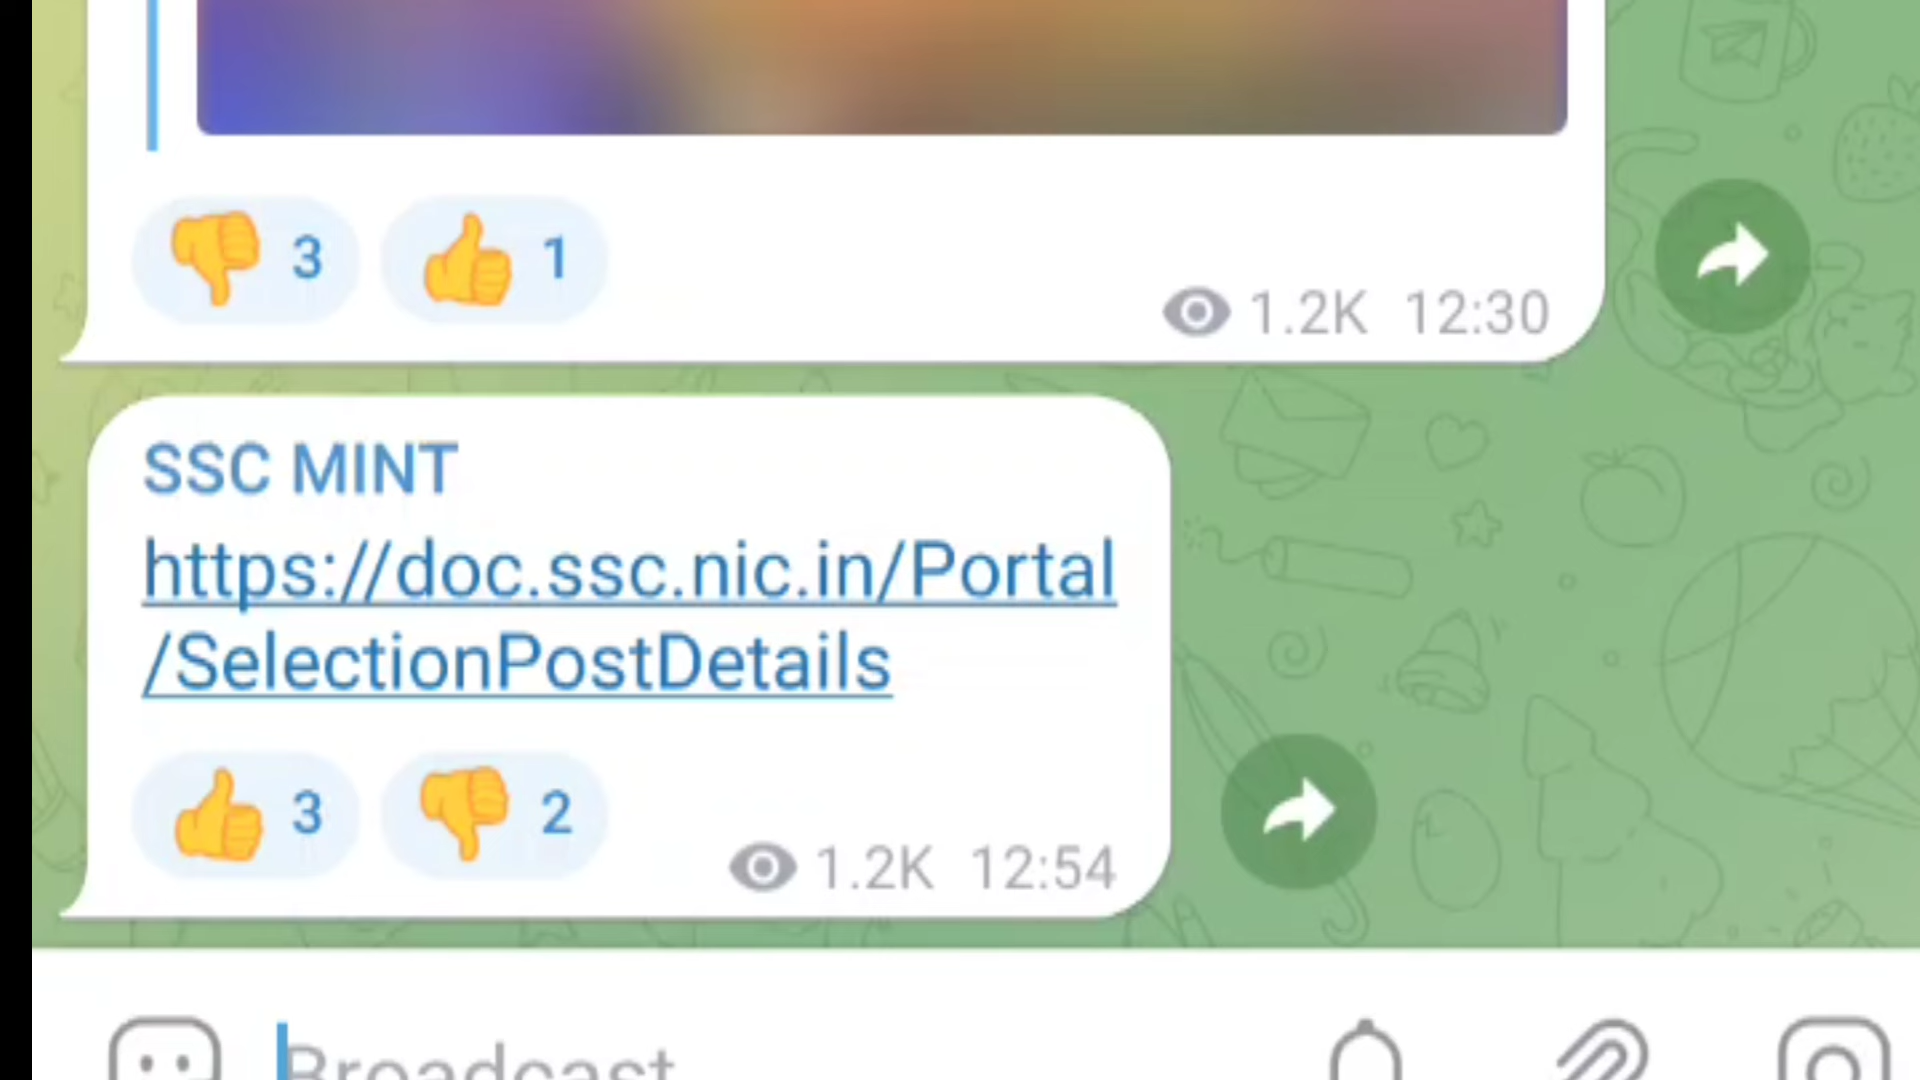 3 1
1.2K 12:30
SSC MINT
https://doc.ssc.nic.in/Portal
/SelectionPostDetails
3 2
1.2K 12:54
Broadcast